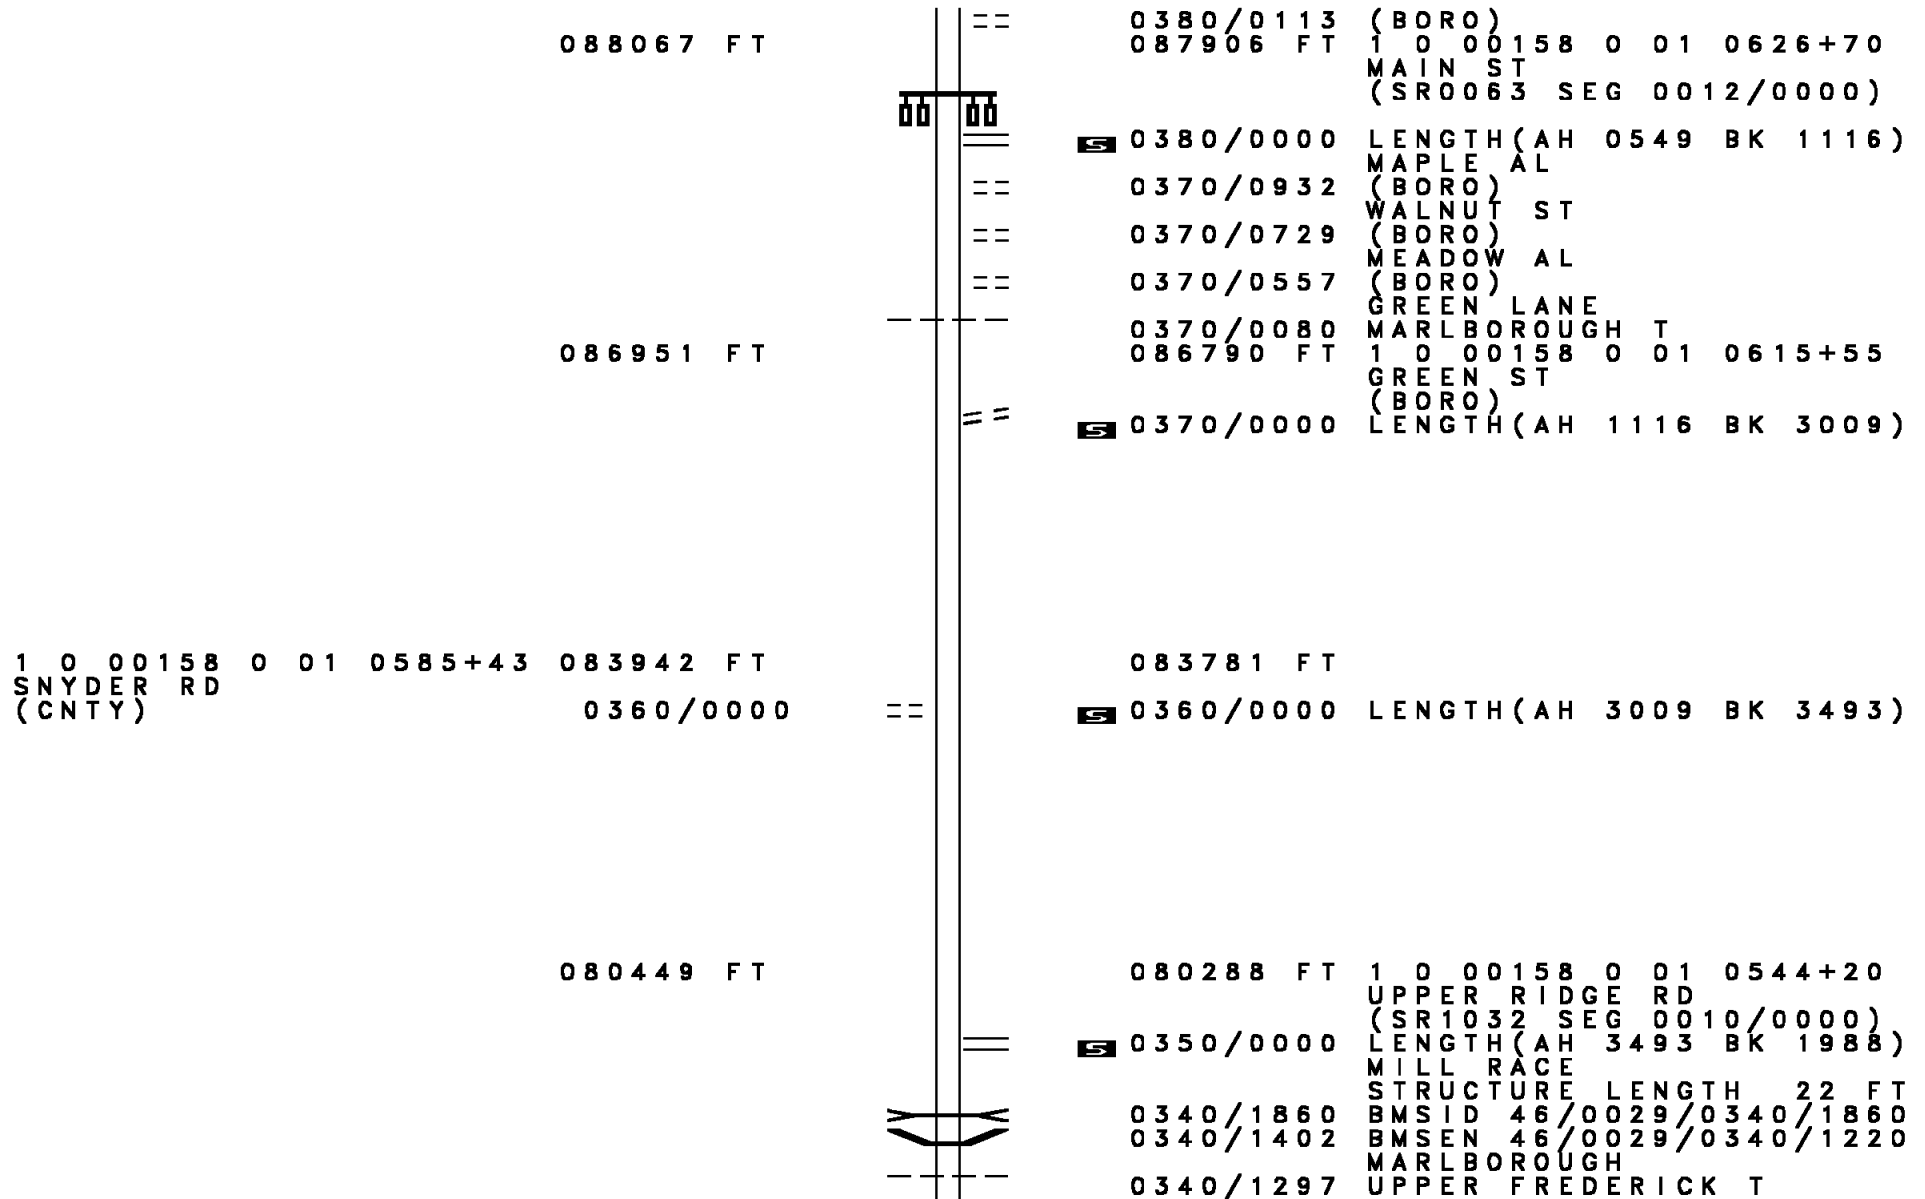 0380/0113 (BORO)
088067 FT 087906 FT 1 0 00158 0 01 0626+70
MAIN ST
(SR0063 SEG 0012/0000)
S 0380/0000 LENGTH(AH 0549 BK 1116)
MAPLE AL
0370/0932 (BORO)
WALNUT ST
0370/0729 (BORO)
MEADOW AL
0370/0557 (BORO)
GREEN LANE
0370/0080 MARLBOROUGH T
086951 FT 086790 FT 1 0 00158 0 01 0615+55
GREEN ST
(BORO)
S 0370/0000 LENGTH(AH 1116 BK 3009)
1 0 00158 0 01 0585+43 083942 FT 083781 FT
SNYDER RD
(CNTY) 0360/0000 S 0360/0000 LENGTH(AH 3009 BK 3493)
080449 FT 080288 FT 1 0 00158 0 01 0544+20
UPPER RIDGE RD
(SR1032 SEG 0010/0000)
S 0350/0000 LENGTH(AH 3493 BK 1988)
MILL RACE
STRUCTURE LENGTH 22 FT
0340/1860 BMSID 46/0029/0340/1860
0340/1402 BMSEN 46/0029/0340/1220
MARLBOROUGH
0340/1297 UPPER FREDERICK T